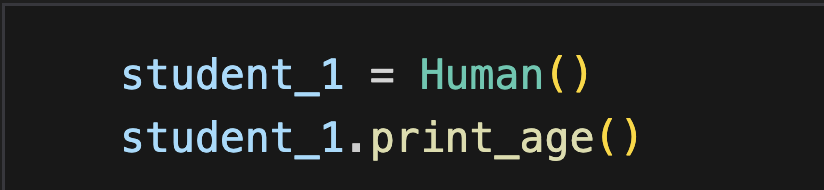 student_1 = Human()
student_1.print_age()